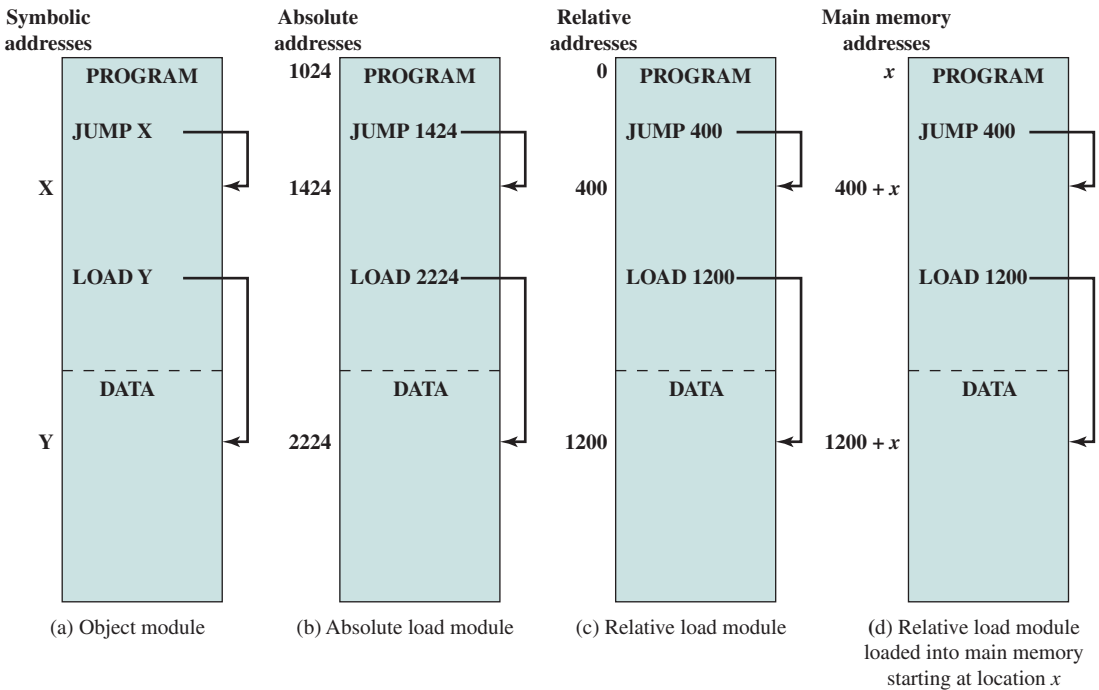 Symbolic
addresses
PROGRAM
JUMP X
X
LOAD Y
DATA
Y
(a) Object module
Absolute
addresses
1024
PROGRAM
JUMP 1424
1424
LOAD 2224
DATA
2224
(b) Absolute load module
Relative
addresses
0
PROGRAM
JUMP 400
400
LOAD 1200
DATA
1200
(c) Relative load module
Main memory
addresses
x
PROGRAM
JUMP 400
400 + x
LOAD 1200
DATA
1200 + x
(d) Relative load module
loaded into main memory
starting at location x